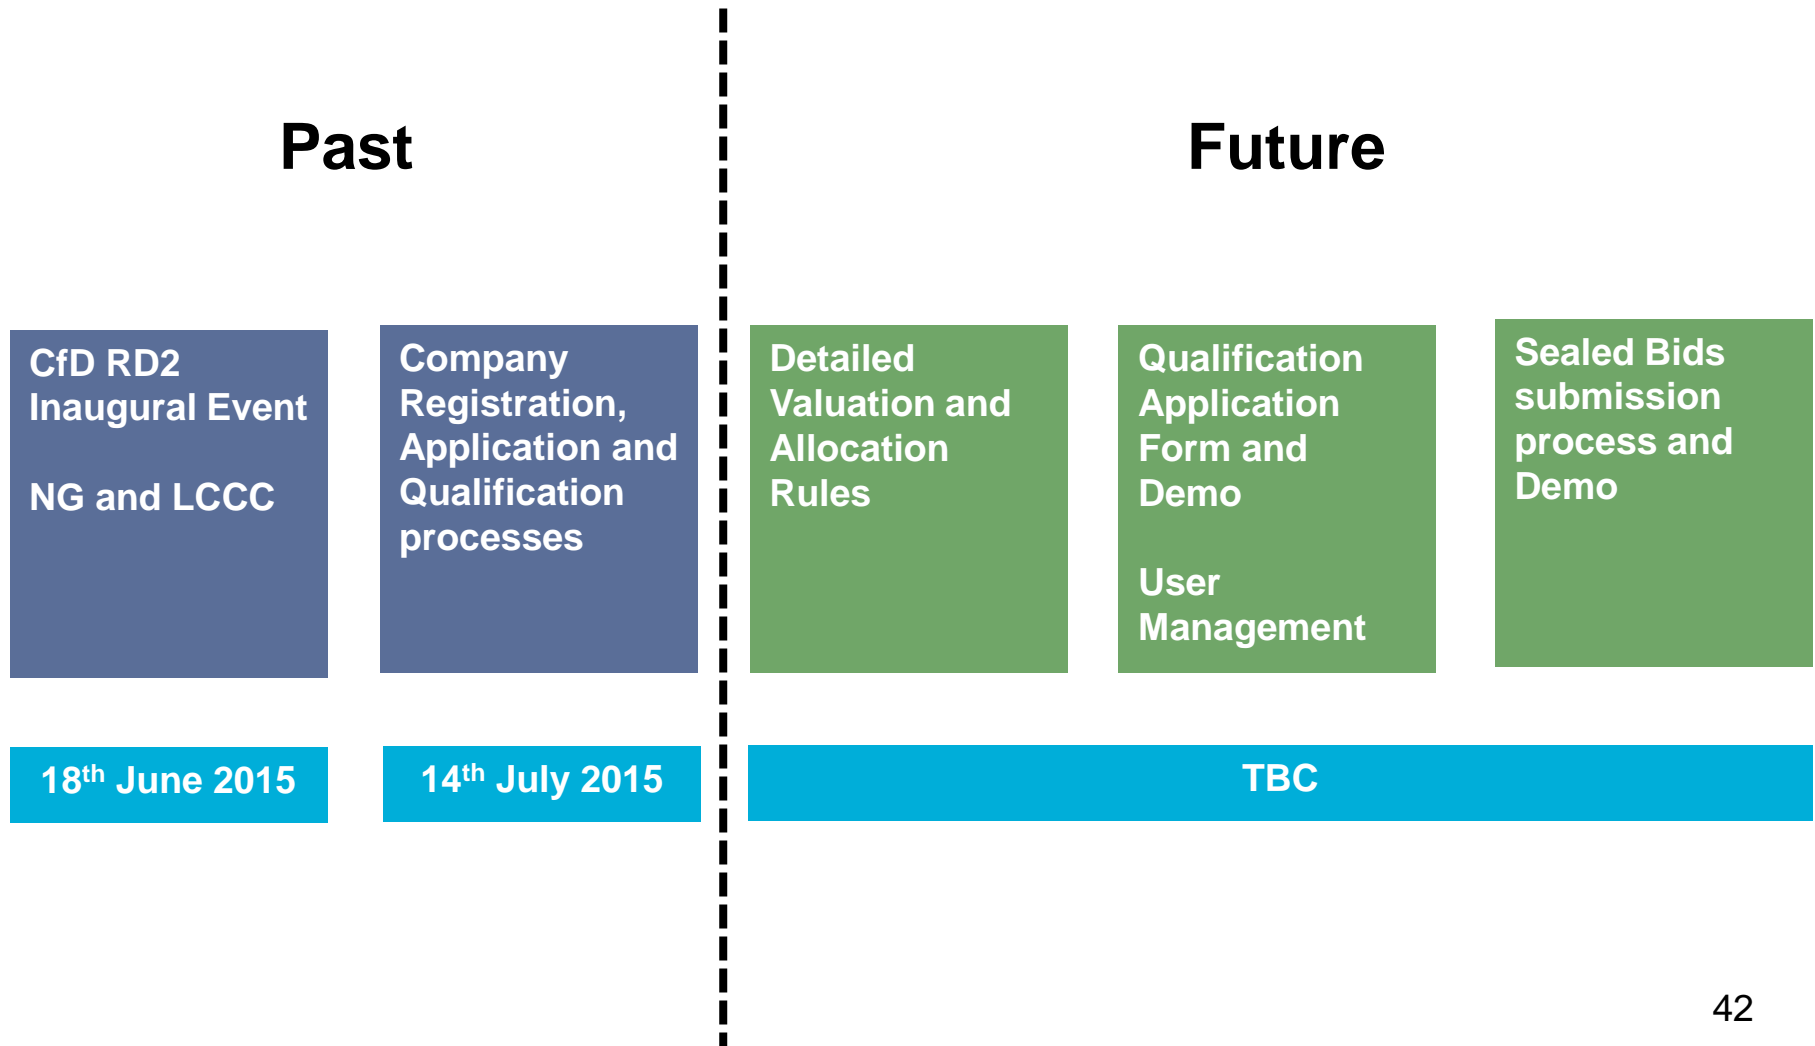 Past
Future
CfD RD2
Inaugural Event
NG and LCCC
Company
Registration,
Application and
Qualification
processes
Detailed
Valuation and
Allocation
Rules
Qualification
Application
Form and
Demo
User
Management
Sealed Bids
submission
process and
Demo
18th June 2015
14th July 2015
TBC
42